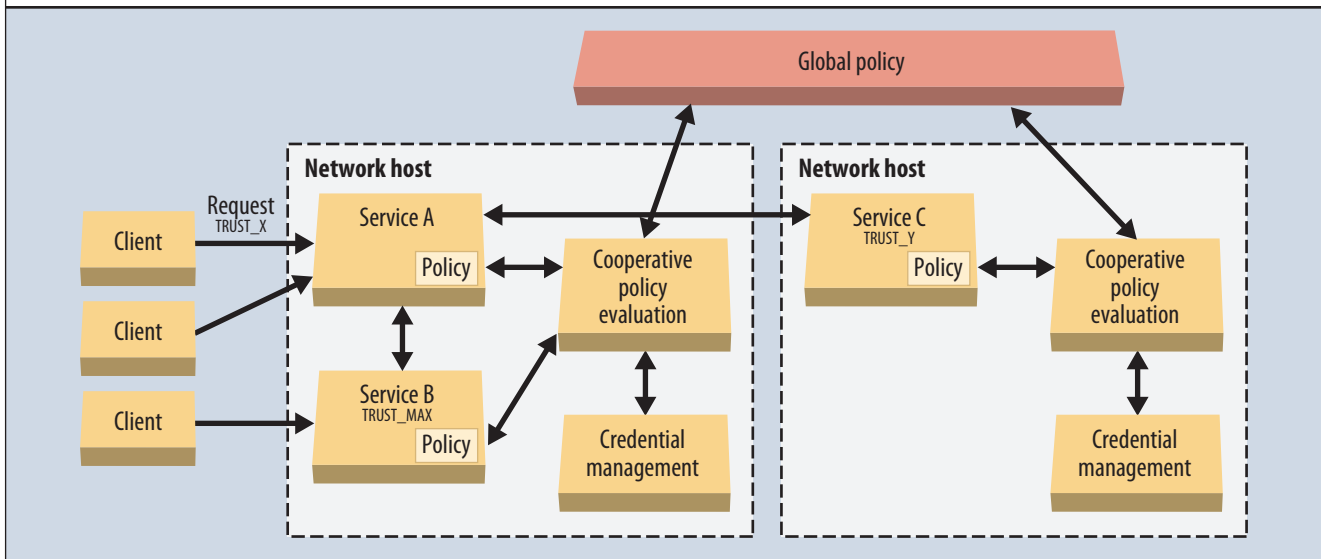 Global policy
Network host
Network host
Request
TRUST_X
Client
Client
Client
Service A
Policy
Service B
TRUST_MAX
Policy
Cooperative
policy
evaluation
Credential
management
Service C
TRUST_Y
Policy
Cooperative
policy
evaluation
Credential
management